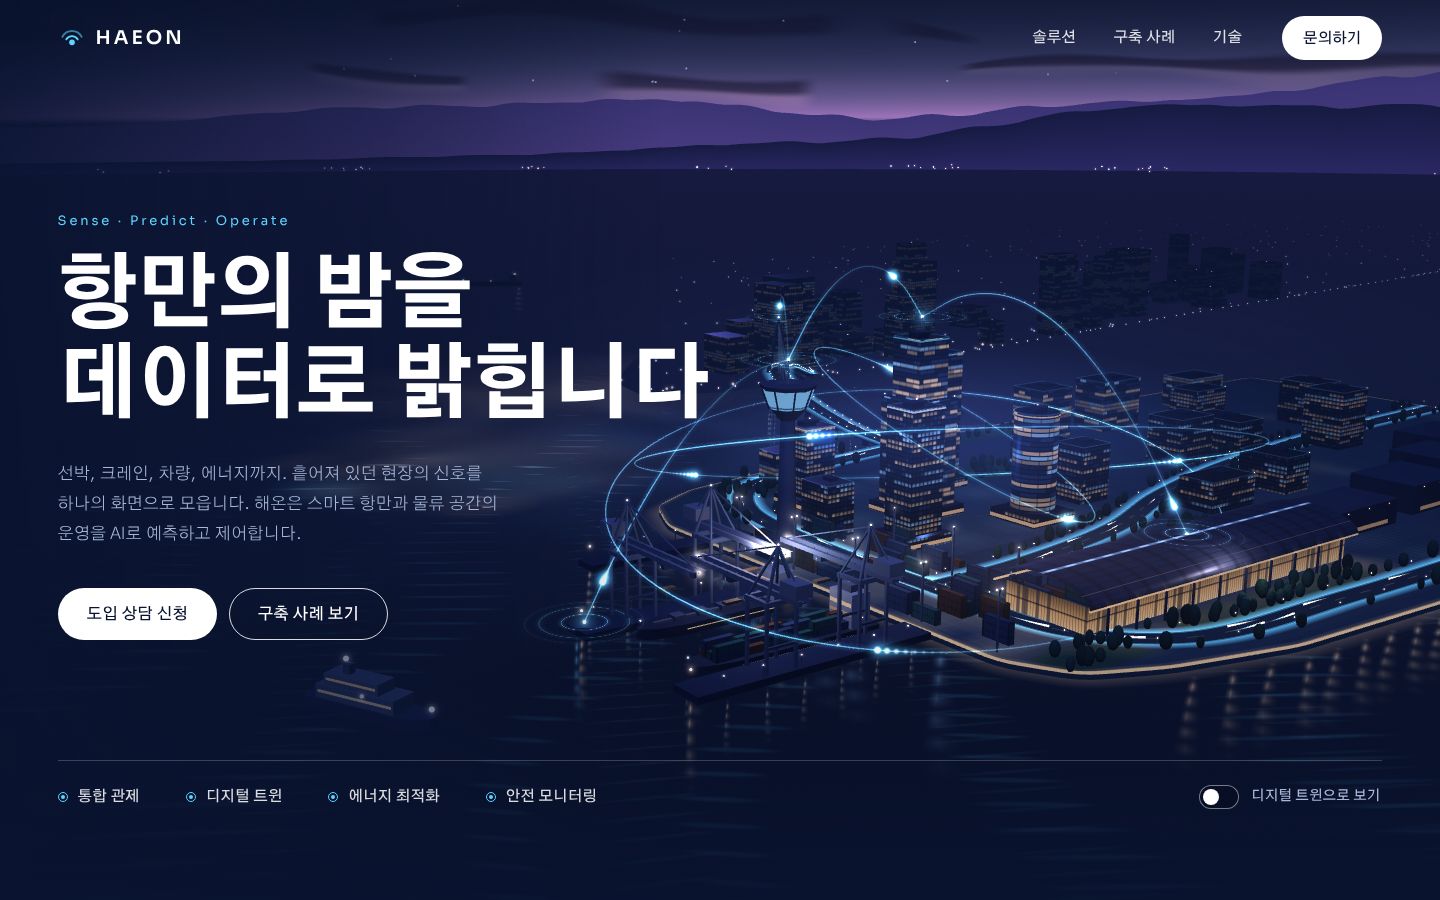 HAEON
솔루션
구축 사례
기술
문의하기
Sense · Predict · Operate
항만의 밤을
데이터로 밝힙니다
선박, 크레인, 차량, 에너지까지. 흩어져 있던 현장의 신호를
하나의 화면으로 모읍니다. 해온은 스마트 항만과 물류 공간의
운영을 AI로 예측하고 제어합니다.
도입 상담 신청
구축 사례 보기
통합 관제
디지털 트윈
에너지 최적화
안전 모니터링
디지털 트윈으로 보기